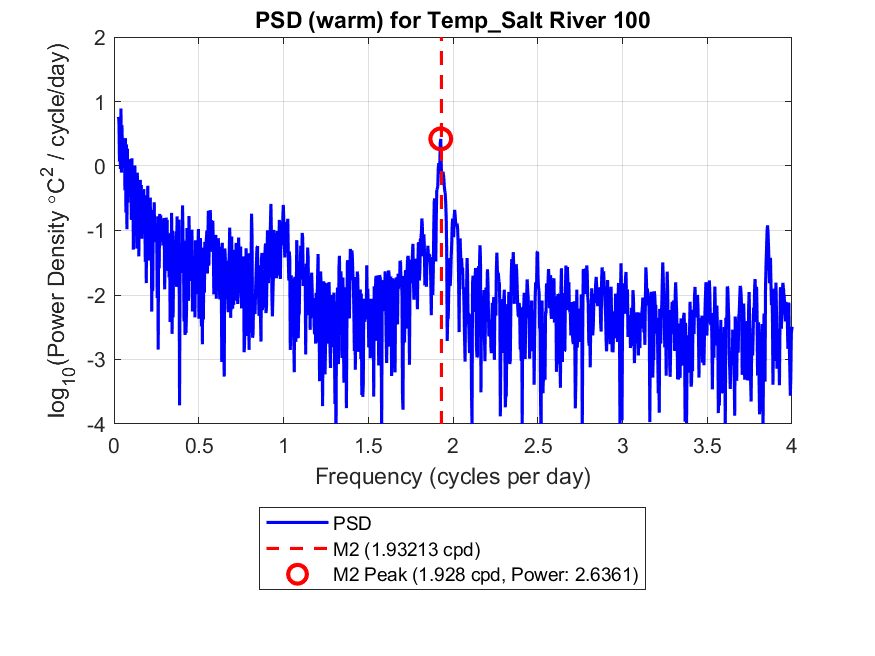 PSD (warm) for Temp_Salt River 100
log10(Power Density °C2 / cycle/day)
2
1
0
-1
-2
-3
-4
0 0.5 1 1.5 2 2.5 3 3.5 4
Frequency (cycles per day)
PSD
M2 (1.93213 cpd)
M2 Peak (1.928 cpd, Power: 2.6361)